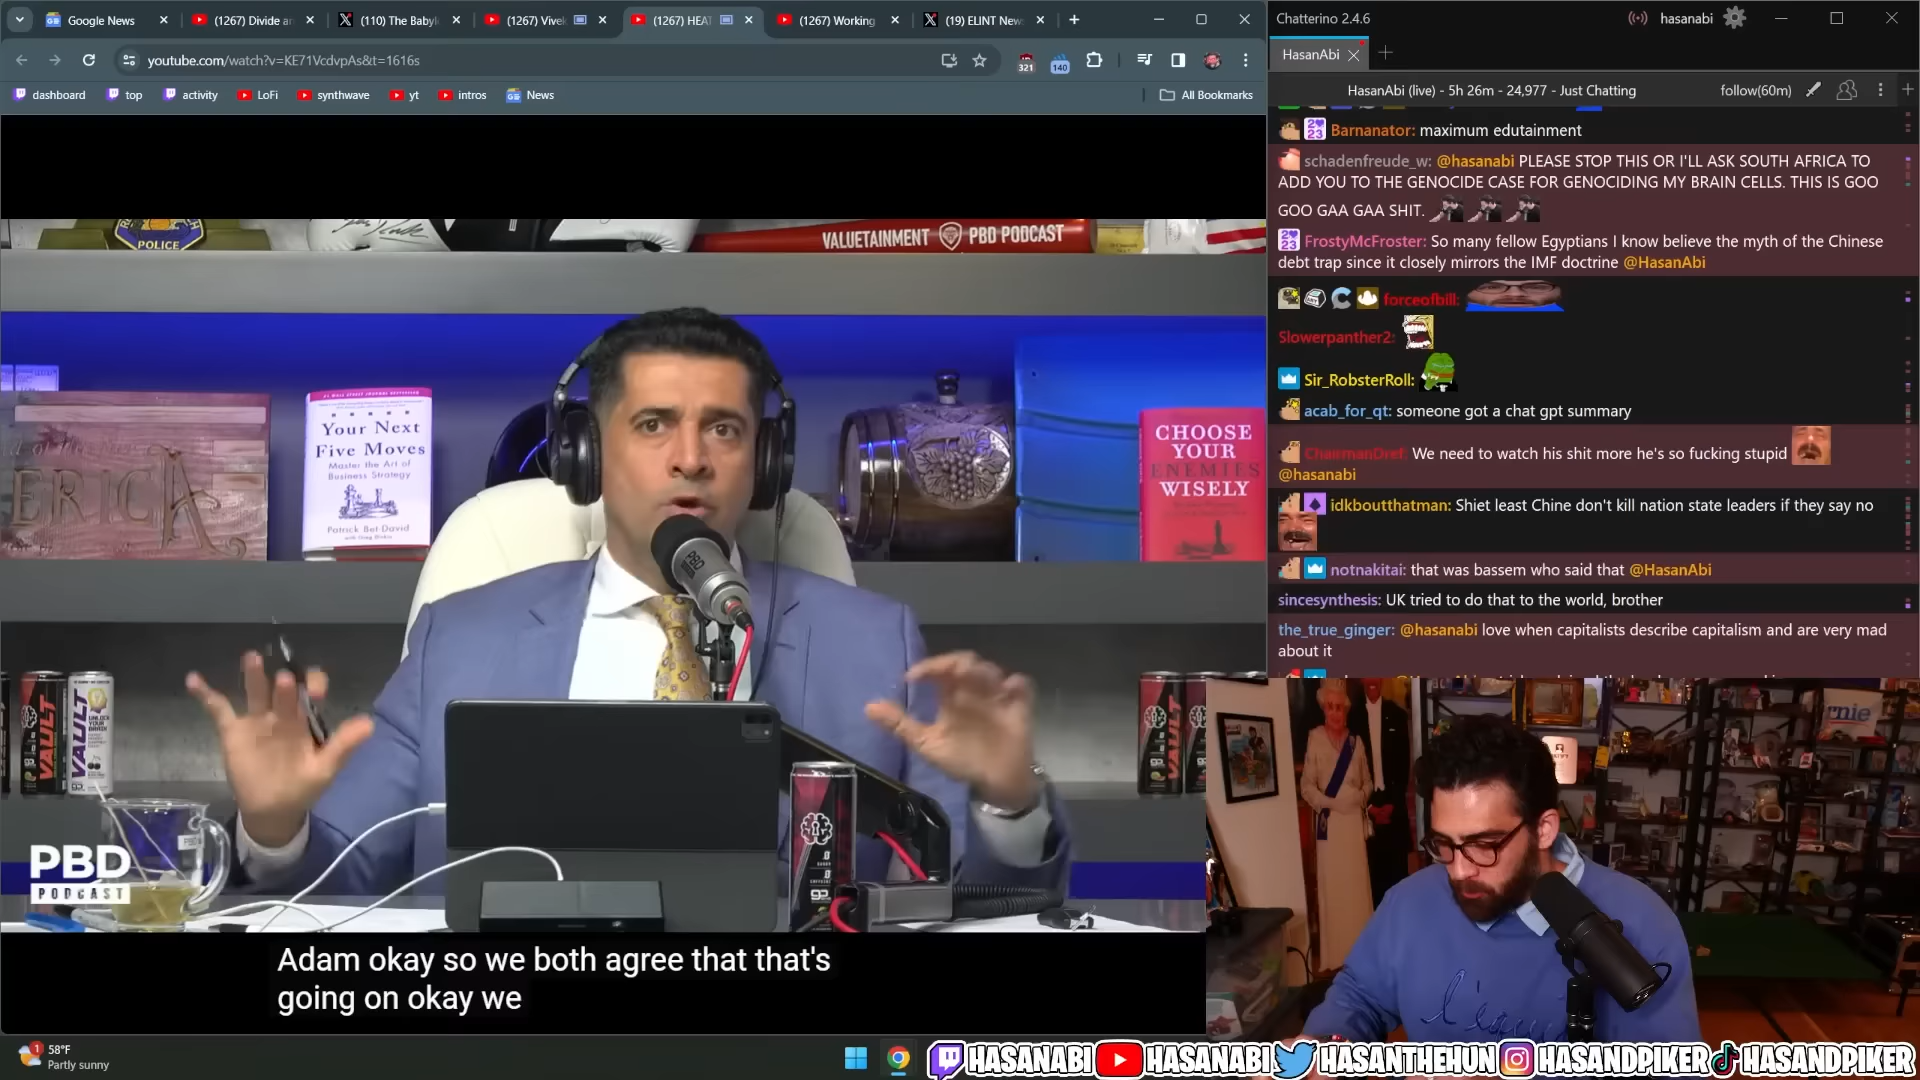 Google News
(1267) Divide an
(110) The Babyl
(1267) Vivek
(1267) HEAT
(1267) Working
(19) ELINT News
youtube.com/watch?v=KE71VcdvpAs&t=1616s
321
140
dashboard
top
activity
LoFi
synthwave
yt
intros
News
All Bookmarks
POLICE
VALUETAINMENT PBD PODCAST
ERICA
Your Next
Five Moves
Master the Art of
Business Strategy
Patrick Bet-David
CHOOSE
YOUR
ENEMIES
WISELY
PBD
VAULT
VAULT
PBD
PODCAST
Adam okay so we both agree that that's
going on okay we
1
58°F
Partly sunny
Chatterino 2.4.6
hasanabi
HasanAbi
HasanAbi (live) - 5h 26m - 24,977 - Just Chatting
follow(60m)
Barnanator: maximum edutainment
schadenfreude_w: @hasanabi PLEASE STOP THIS OR I'LL ASK SOUTH AFRICA TO
ADD YOU TO THE GENOCIDE CASE FOR GENOCIDING MY BRAIN CELLS. THIS IS GOO
GOO GAA GAA SHIT.
FrostyMcFroster: So many fellow Egyptians I know believe the myth of the Chinese
debt trap since it closely mirrors the IMF doctrine @HasanAbi
forceofbill:
Slowerpanther2:
Sir_RobsterRoll:
acab_for_qt: someone got a chat gpt summary
ChairmanDref: We need to watch his shit more he's so fucking stupid
@hasanabi
idkboutthatman: Shiet least Chine don't kill nation state leaders if they say no
notnakitai: that was bassem who said that @HasanAbi
sincesynthesis: UK tried to do that to the world, brother
the_true_ginger: @hasanabi love when capitalists describe capitalism and are very mad
about it
HASANABI HASANABI HASANTHEHUN HASANDPIKER HASANDPIKER